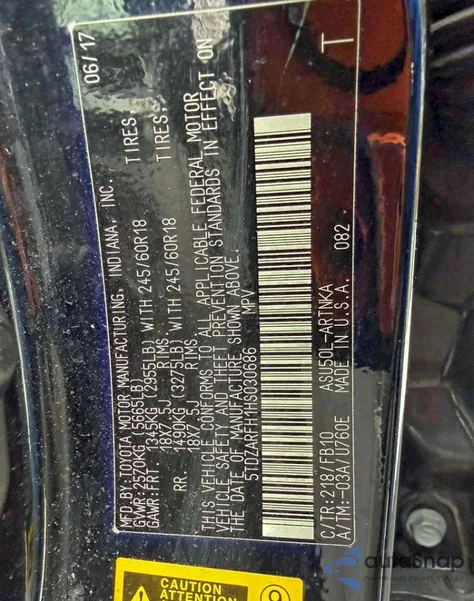 MFD.BY:TOYOTA MOTOR MANUFACTURING, INDIANA, INC. 06/17
GVWR:2570KG (5665LB)
GAWR:FRT. 1345KG (2955LB) WITH 245/60R18 TIRES,
18X7.5J RIMS
RR. 1490KG (3275LB) WITH 245/60R18 TIRES,
18X7.5J RIMS
THIS VEHICLE CONFORMS TO ALL APPLICABLE FEDERAL MOTOR
VEHICLE SAFETY AND THEFT PREVENTION STANDARDS IN EFFECT ON
THE DATE OF MANUFACTURE SHOWN ABOVE.
5TDZARFH1HS030686 MPV
T
C/TR:218/FB10 ASU50L-ARTNKA
A/TM:-03A/U760E MADE IN U.S.A. 082
CAUTION
ATTENTION
autosnap